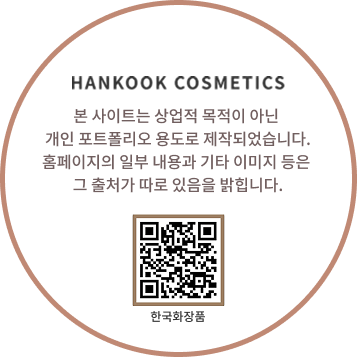 HANKOOK COSMETICS
본 사이트는 상업적 목적이 아닌
개인 포트폴리오 용도로 제작되었습니다.
홈페이지의 일부 내용과 기타 이미지 등은
그 출처가 따로 있음을 밝힙니다.
한국화장품